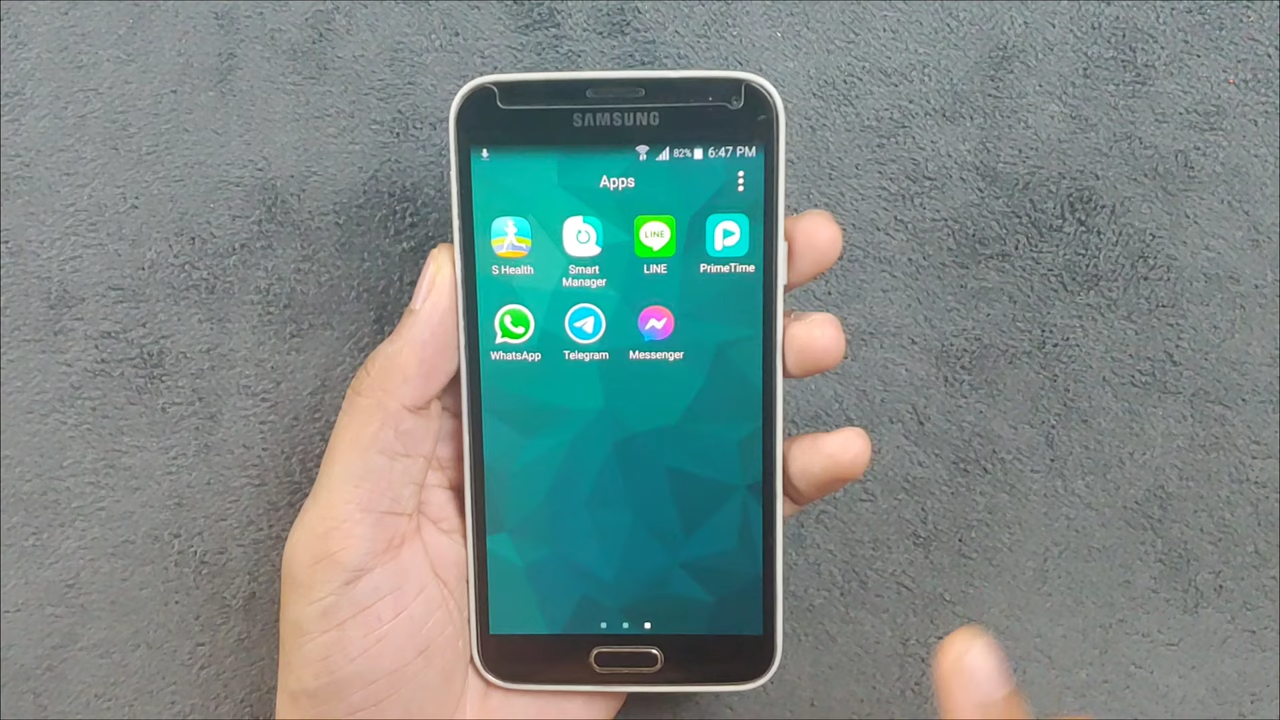 SAMSUNG
82% 6:47 PM
Apps
S Health
Smart
Manager
LINE
LINE
PrimeTime
WhatsApp
Telegram
Messenger